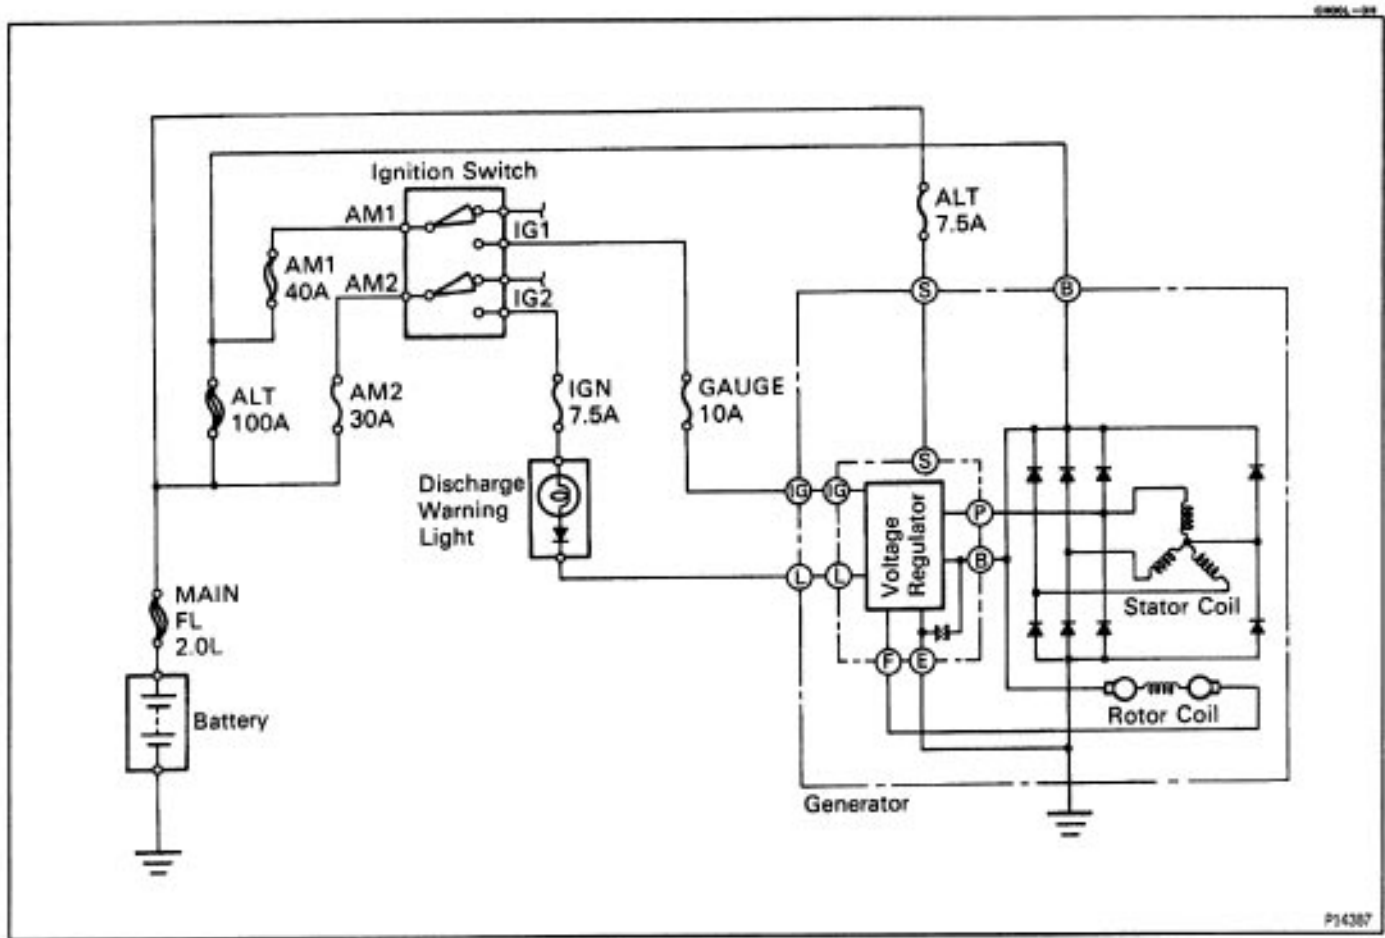 Ignition Switch
AM1
IG1
AM2
IG2
AM1
40A
ALT
7.5A
S
B
ALT
100A
AM2
30A
IGN
7.5A
GAUGE
10A
Discharge
Warning
Light
S
IG
IG
P
Voltage
Regulator
B
L
L
Stator Coil
F
E
MAIN
FL
2.0L
Battery
Rotor Coil
Generator
P14387